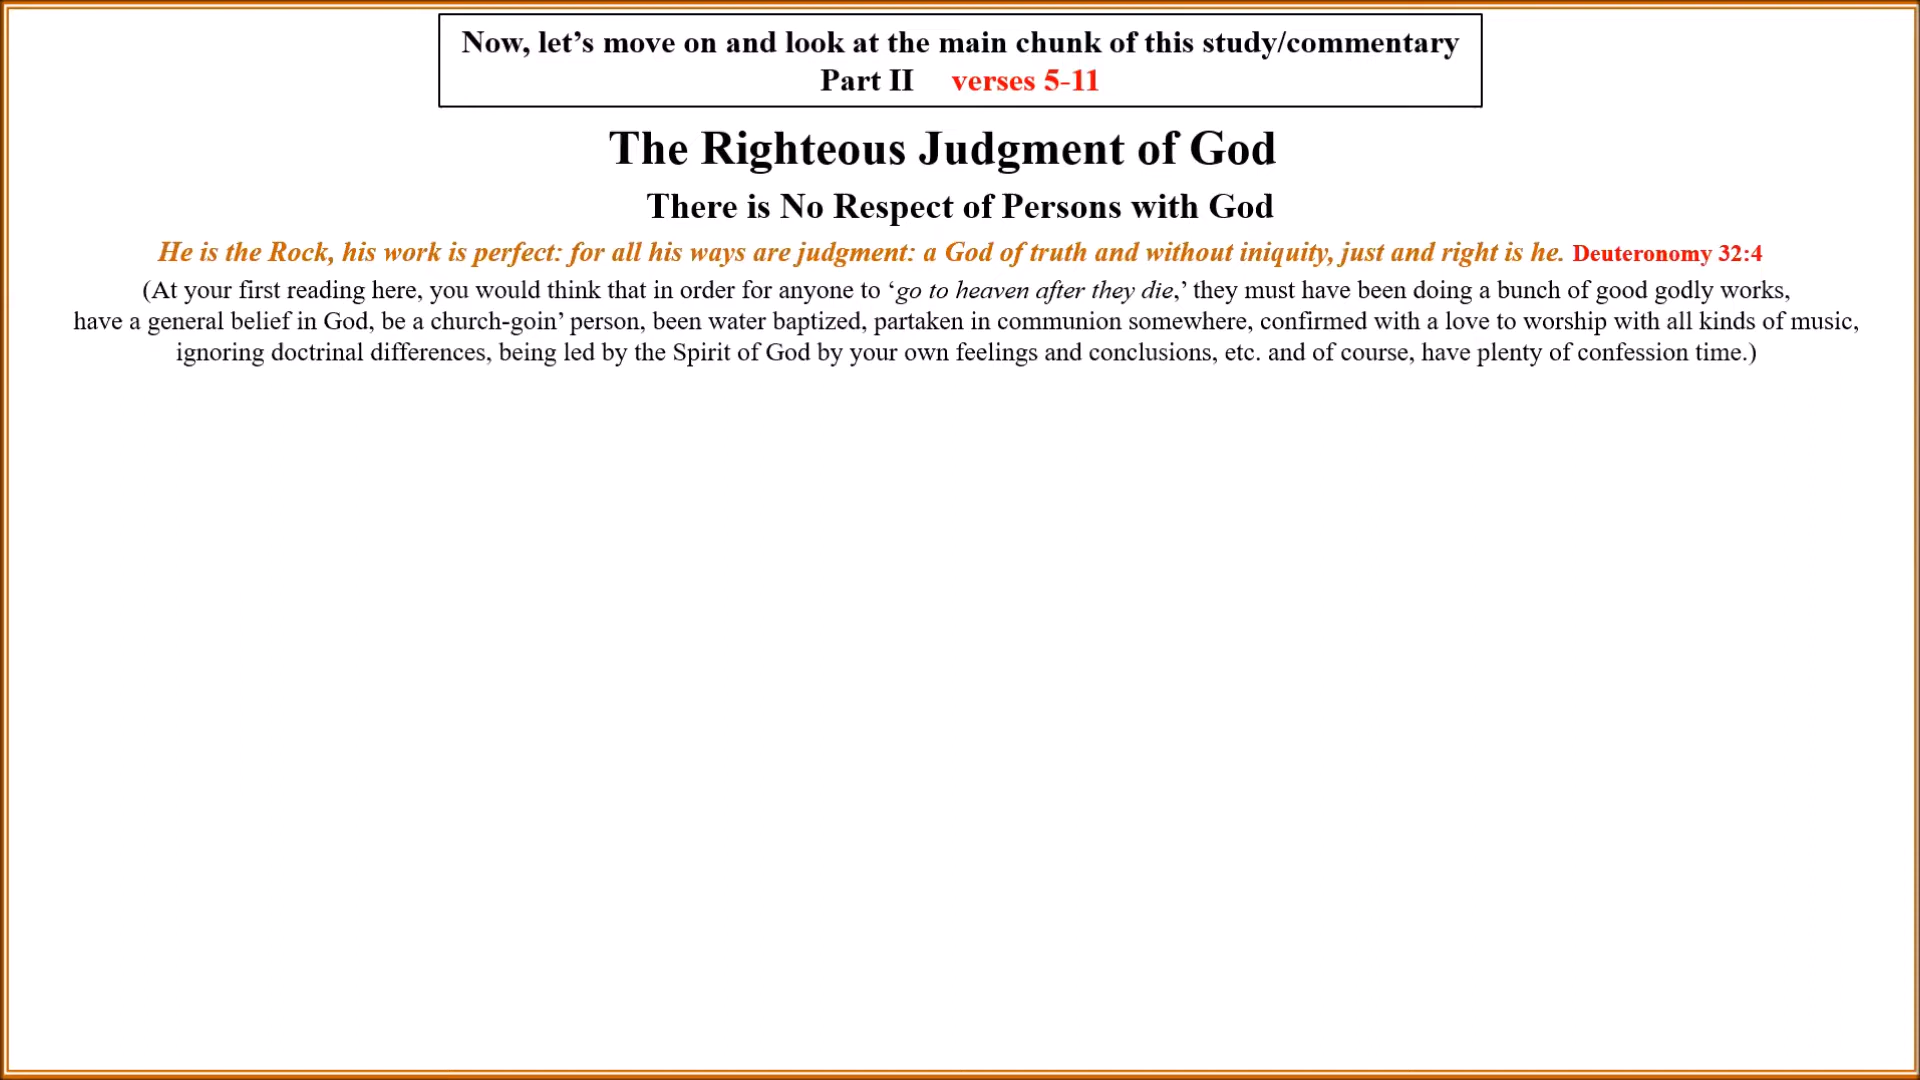 Now, let’s move on and look at the main chunk of this study/commentary
Part II verses 5-11
The Righteous Judgment of God
There is No Respect of Persons with God
He is the Rock, his work is perfect: for all his ways are judgment: a God of truth and without iniquity, just and right is he. Deuteronomy 32:4
(At your first reading here, you would think that in order for anyone to ‘go to heaven after they die,’ they must have been doing a bunch of good godly works,
have a general belief in God, be a church-goin’ person, been water baptized, partaken in communion somewhere, confirmed with a love to worship with all kinds of music,
ignoring doctrinal differences, being led by the Spirit of God by your own feelings and conclusions, etc. and of course, have plenty of confession time.)